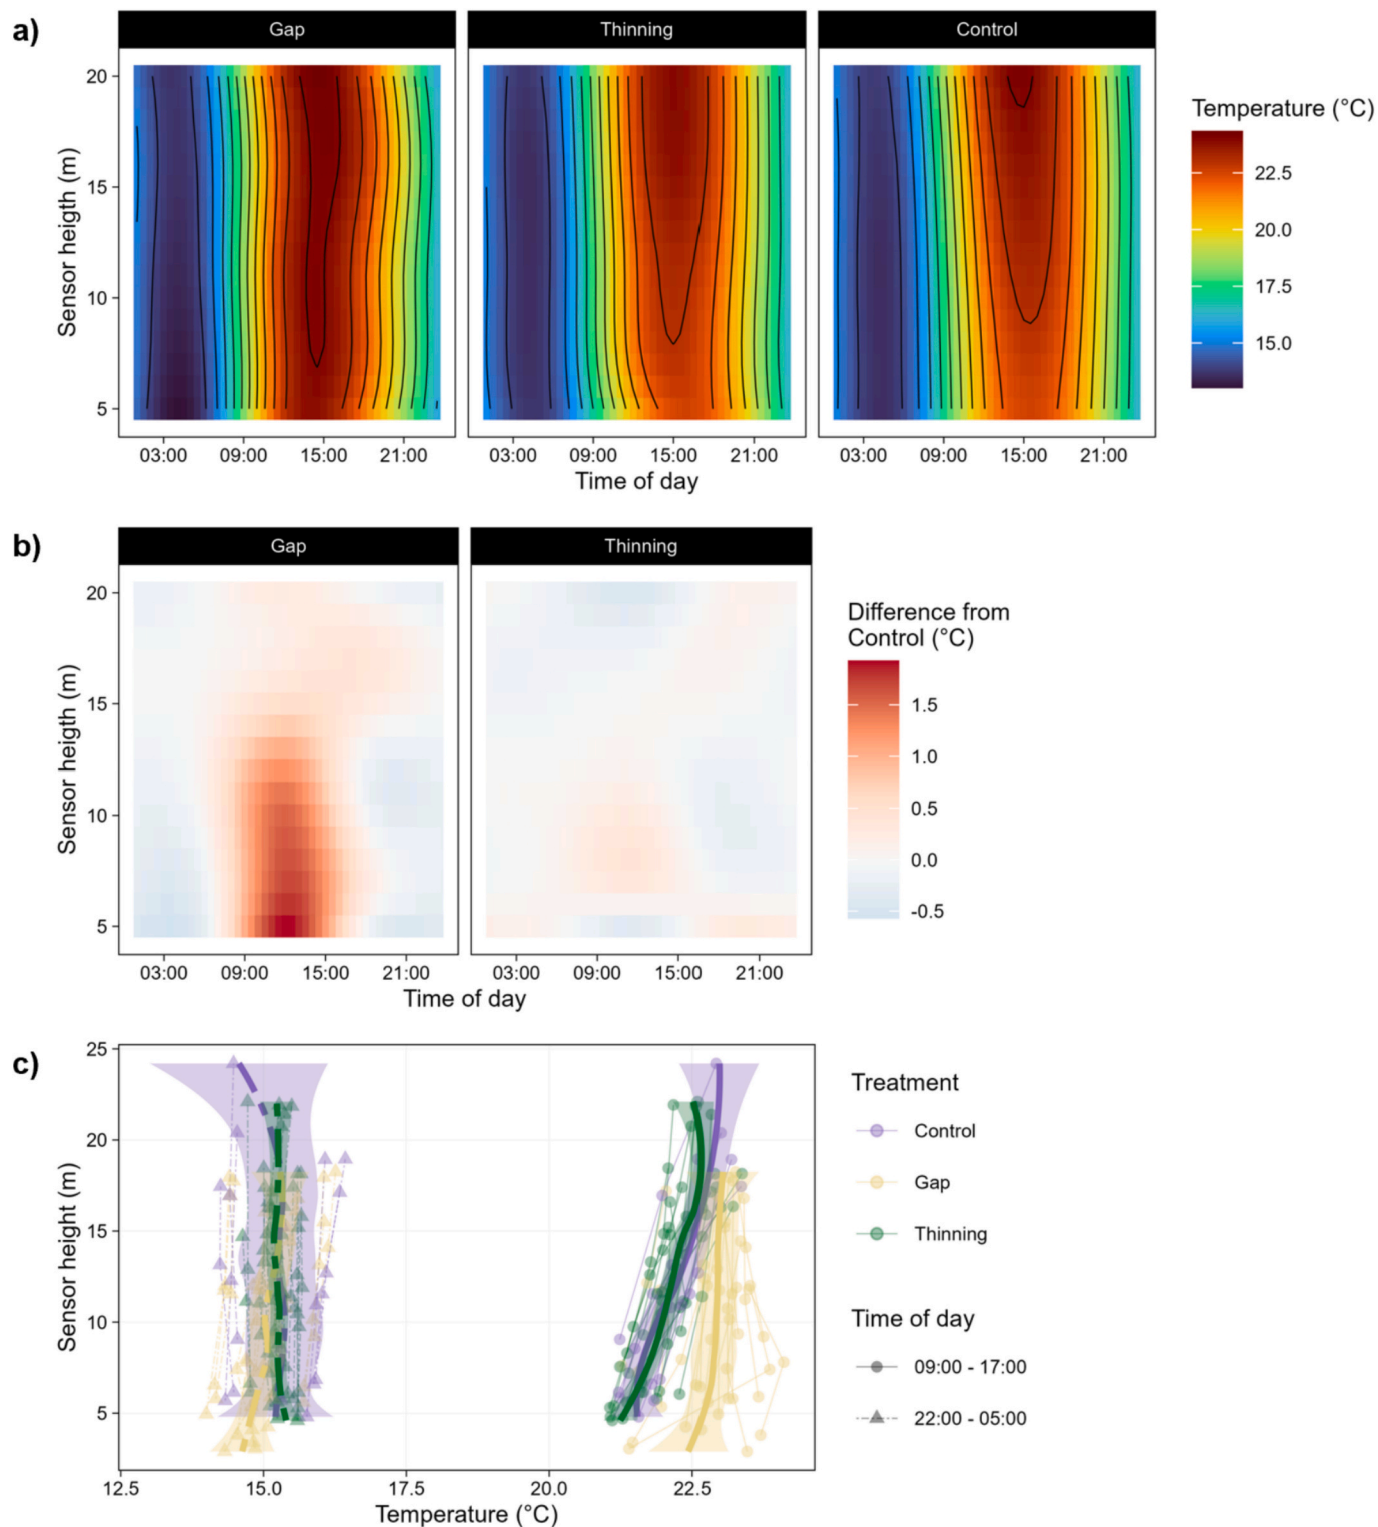 a)
Gap
Thinning
Control
20
15
10
5
Sensor heigth (m)
03:00 09:00 15:00 21:00
03:00 09:00 15:00 21:00
03:00 09:00 15:00 21:00
Time of day
Temperature (°C)
22.5
20.0
17.5
15.0
b)
Gap
Thinning
20
15
10
5
Sensor heigth (m)
03:00 09:00 15:00 21:00
03:00 09:00 15:00 21:00
Time of day
Difference from
Control (°C)
1.5
1.0
0.5
0.0
-0.5
c)
25
20
15
10
5
Sensor height (m)
12.5 15.0 17.5 20.0 22.5
Temperature (°C)
Treatment
Control
Gap
Thinning
Time of day
09:00 - 17:00
22:00 - 05:00